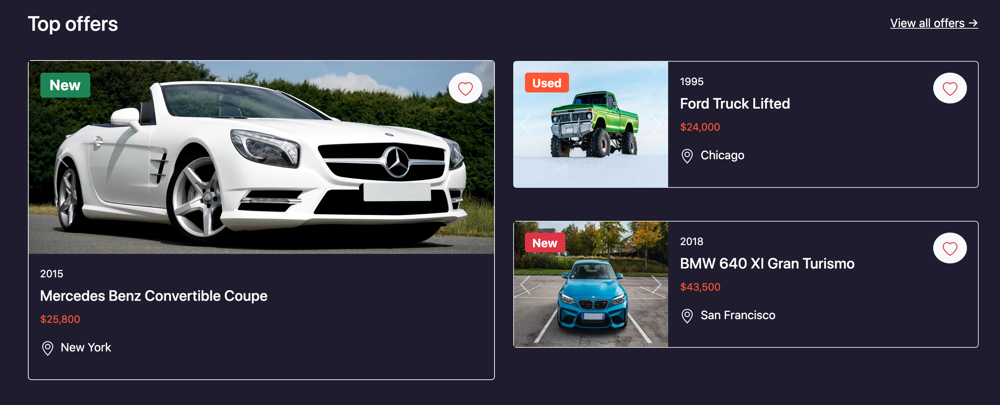 Top offers
View all offers →
New
2015
Mercedes Benz Convertible Coupe
$25,800
New York
Used
1995
Ford Truck Lifted
$24,000
Chicago
New
2018
BMW 640 XI Gran Turismo
$43,500
San Francisco